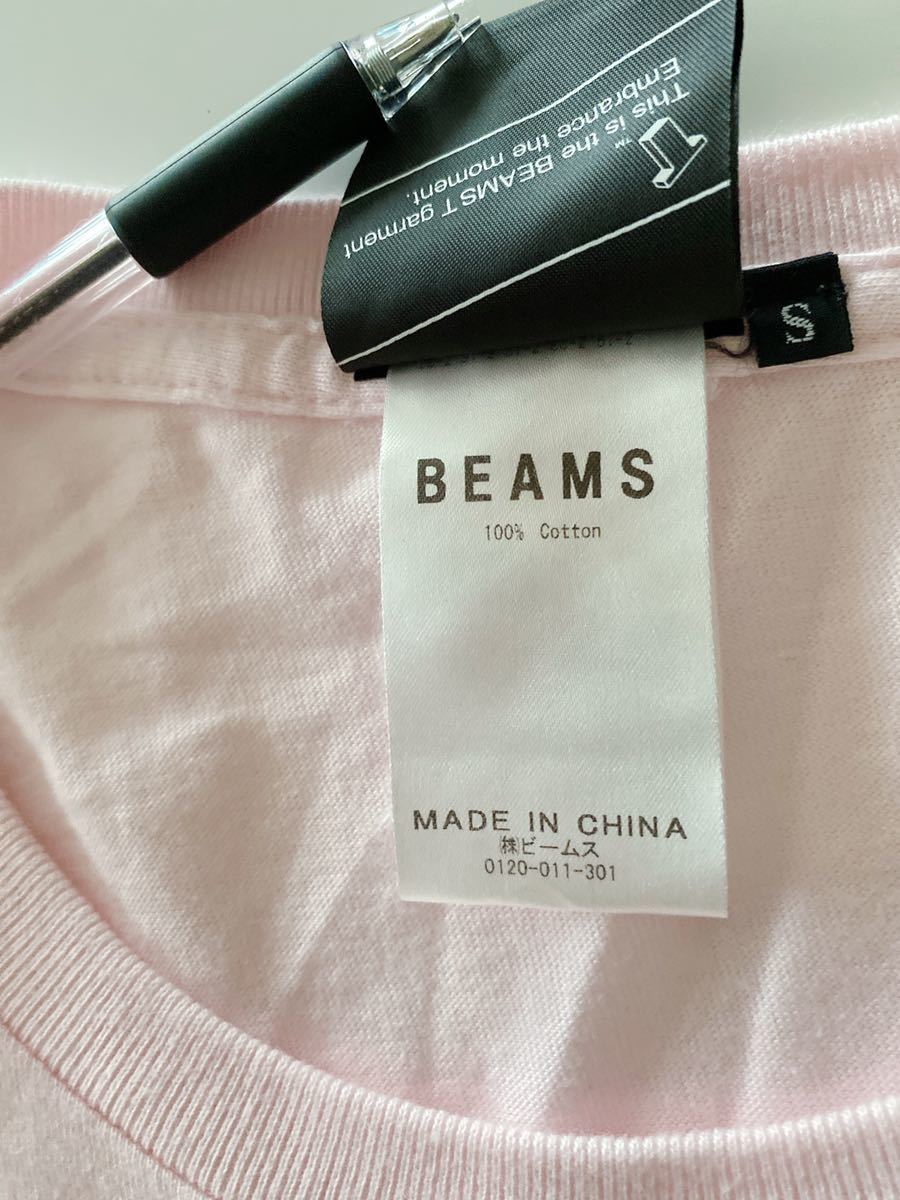 This is the BEAMS T garment
Embrance the moment.
TM
S
BEAMS
100% Cotton
MADE IN CHINA
㈱ビームス
0120-011-301